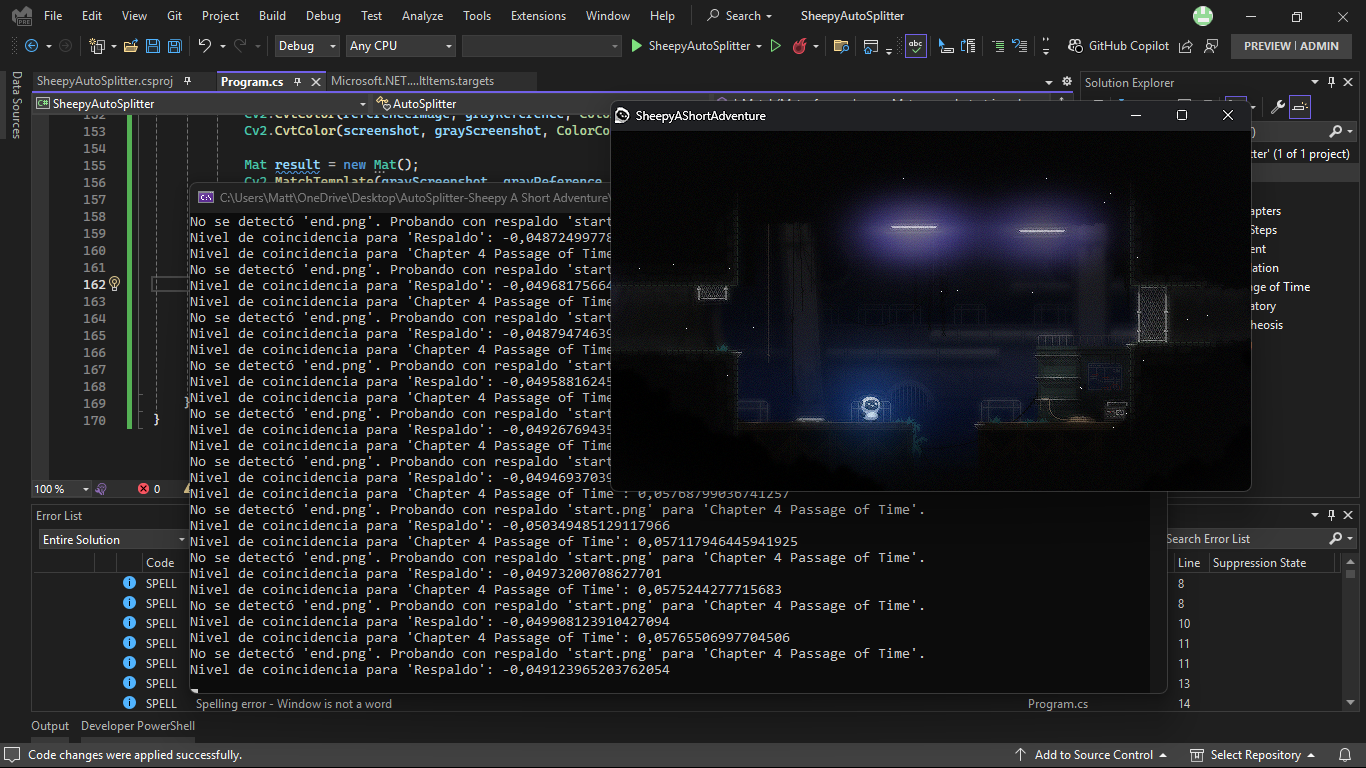 File Edit View Git Project Build Debug Test Analyze Tools Extensions Window Help Search SheepyAutoSplitter
Debug Any CPU SheepyAutoSplitter GitHub Copilot PREVIEW | ADMIN
Data Sources
SheepyAutoSplitter.csproj Program.cs Microsoft.NET....ltItems.targets
Solution Explorer
SheepyAutoSplitter AutoSplitter
SheepyAShortAdventure
152
153 Cv2.CvtColor(screenshot, grayScreenshot, ColorCo
154
155 Mat result = new Mat();
156 Cv2.MatchTemplate(grayScreenshot, grayReference,
157
158
159
160
161
162
163
164
165
166
167
168
169 }
170 }
tter' (1 of 1 project)
apters
Steps
ent
ation
ge of Time
atory
heosis
C:\Users\Matt\OneDrive\Desktop\AutoSplitter-Sheepy A Short Adventure\
No se detectó 'end.png'. Probando con respaldo 'start
Nivel de coincidencia para 'Respaldo': -0,04872499778
Nivel de coincidencia para 'Chapter 4 Passage of Time
No se detectó 'end.png'. Probando con respaldo 'start
Nivel de coincidencia para 'Respaldo': -0,04968175664
Nivel de coincidencia para 'Chapter 4 Passage of Time
No se detectó 'end.png'. Probando con respaldo 'start
Nivel de coincidencia para 'Respaldo': -0,04879474639
Nivel de coincidencia para 'Chapter 4 Passage of Time
No se detectó 'end.png'. Probando con respaldo 'start
Nivel de coincidencia para 'Respaldo': -0,04958816245
Nivel de coincidencia para 'Chapter 4 Passage of Time
No se detectó 'end.png'. Probando con respaldo 'start
Nivel de coincidencia para 'Respaldo': -0,04926769435
Nivel de coincidencia para 'Chapter 4 Passage of Time
No se detectó 'end.png'. Probando con respaldo 'start
Nivel de coincidencia para 'Respaldo': -0,04946937039
Nivel de coincidencia para 'Chapter 4 Passage of Time': 0,05768799036741257
No se detectó 'end.png'. Probando con respaldo 'start.png' para 'Chapter 4 Passage of Time'.
Nivel de coincidencia para 'Respaldo': -0,050349485129117966
Nivel de coincidencia para 'Chapter 4 Passage of Time': 0,057117946445941925
No se detectó 'end.png'. Probando con respaldo 'start.png' para 'Chapter 4 Passage of Time'.
Nivel de coincidencia para 'Respaldo': -0,04973200708627701
Nivel de coincidencia para 'Chapter 4 Passage of Time': 0,0575244277715683
No se detectó 'end.png'. Probando con respaldo 'start.png' para 'Chapter 4 Passage of Time'.
Nivel de coincidencia para 'Respaldo': -0,049908123910427094
Nivel de coincidencia para 'Chapter 4 Passage of Time': 0,05765506997704506
No se detectó 'end.png'. Probando con respaldo 'start.png' para 'Chapter 4 Passage of Time'.
Nivel de coincidencia para 'Respaldo': -0,049123965203762054
100 % 0
Error List
Entire Solution
Search Error List
Code
Line Suppression State
SPELL 8
SPELL 8
SPELL 10
SPELL 11
SPELL 11
SPELL 13
SPELL Spelling error - Window is not a word Program.cs 14
Output Developer PowerShell
Code changes were applied successfully. Add to Source Control Select Repository